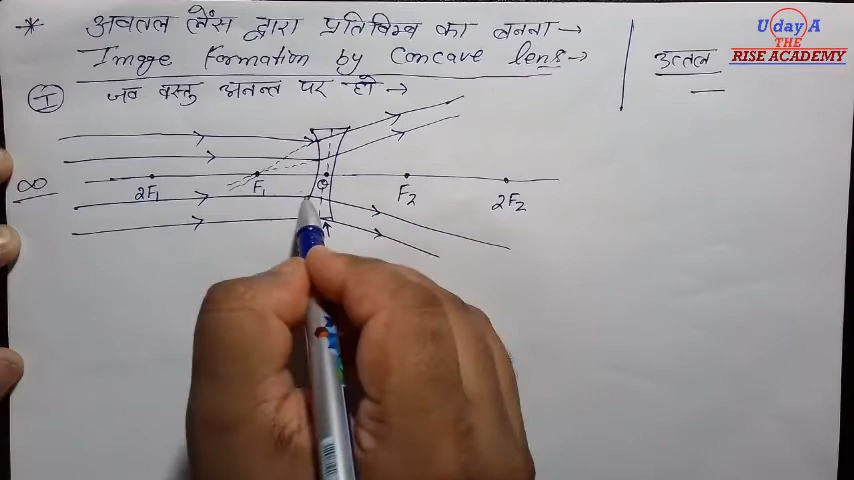 * अवतल लेंस द्वारा प्रतिबिम्ब का बनना →
Image Formation by Concave lens →
I जब वस्तु अनन्त पर हो →
उत्तल
U day A
THE
RISE ACADEMY
∞
2F₁
F₁
O
F₂
2F₂